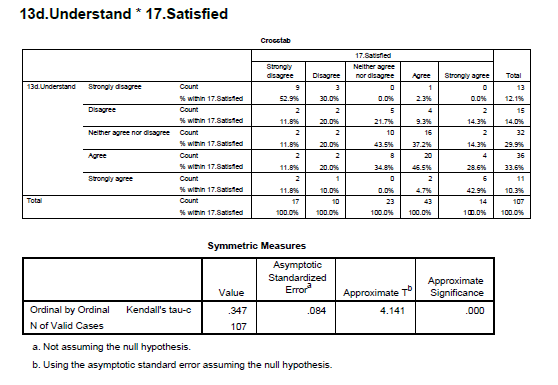 13d.Understand * 17.Satisfied
Crosstab
17.Satisfied
Strongly disagree Disagree Neither agree nor disagree Agree Strongly agree Total
13d.Understand Strongly disagree Count 9 3 0 1 0 13
% within 17.Satisfied 52.9% 30.0% 0.0% 2.3% 0.0% 12.1%
Disagree Count 2 2 5 4 2 15
% within 17.Satisfied 11.8% 20.0% 21.7% 9.3% 14.3% 14.0%
Neither agree nor disagree Count 2 2 10 16 2 32
% within 17.Satisfied 11.8% 20.0% 43.5% 37.2% 14.3% 29.9%
Agree Count 2 2 8 20 4 36
% within 17.Satisfied 11.8% 20.0% 34.8% 46.5% 28.6% 33.6%
Strongly agree Count 2 1 0 2 6 11
% within 17.Satisfied 11.8% 10.0% 0.0% 4.7% 42.9% 10.3%
Total Count 17 10 23 43 14 107
% within 17.Satisfied 100.0% 100.0% 100.0% 100.0% 100.0% 100.0%
Symmetric Measures
Value Asymptotic Standardized Error^a Approximate T^b Approximate Significance
Ordinal by Ordinal Kendall's tau-c .347 .084 4.141 .000
N of Valid Cases 107
a. Not assuming the null hypothesis.
b. Using the asymptotic standard error assuming the null hypothesis.